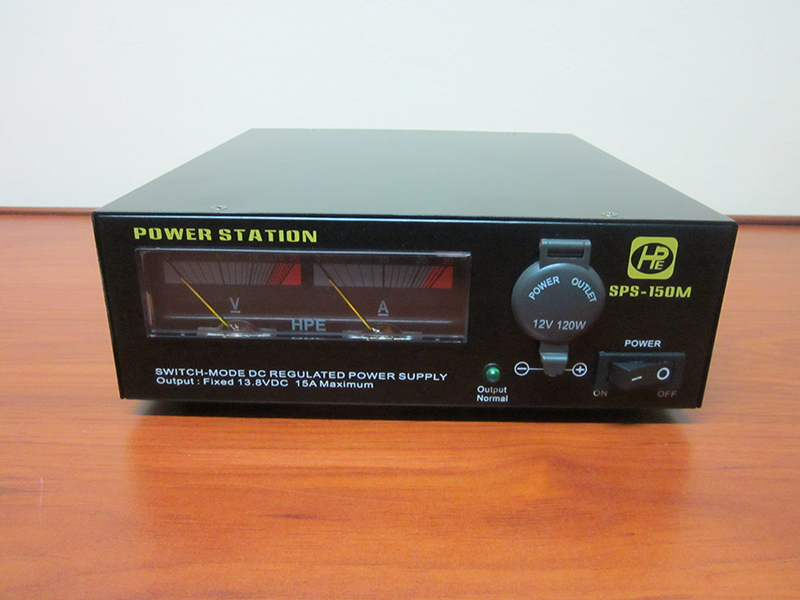 POWER STATION
HPE
SPS-150M
V
A
HPE
POWER OUTLET
12V 120W
SWITCH-MODE DC REGULATED POWER SUPPLY
Output : Fixed 13.8VDC 15A Maximum
Output
Normal
POWER
ON
OFF